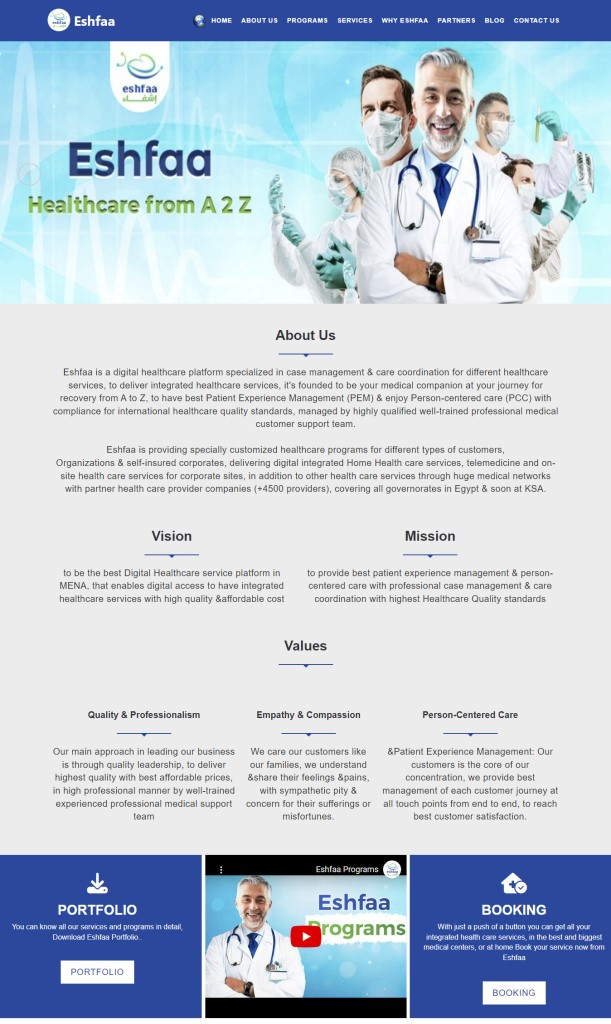 Eshfaa
HOME ABOUT US PROGRAMS SERVICES WHY ESHFAA PARTNERS BLOG CONTACT US
eshfaa
إشفاء
Eshfaa
Healthcare from A 2 Z
About Us
Eshfaa is a digital healthcare platform specialized in case management & care coordination for different healthcare
services, to deliver integrated healthcare services, it's founded to be your medical companion at your journey for
recovery from A to Z, to have best Patient Experience Management (PEM) & enjoy Person-centered care (PCC) with
compliance for international healthcare quality standards, managed by highly qualified well-trained professional medical
customer support team.
Eshfaa is providing specially customized healthcare programs for different types of customers,
Organizations & self-insured corporates, delivering digital integrated Home Health care services, telemedicine and on-
site health care services for corporate sites, in addition to other health care services through huge medical networks
with partner health care provider companies (+4500 providers), covering all governorates in Egypt & soon at KSA.
Vision
to be the best Digital Healthcare service platform in
MENA, that enables digital access to have integrated
healthcare services with high quality &affordable cost
Mission
to provide best patient experience management & person-
centered care with professional case management & care
coordination with highest Healthcare Quality standards
Values
Quality & Professionalism
Our main approach in leading our business
is through quality leadership, to deliver
highest quality with best affordable prices,
in high professional manner by well-trained
experienced professional medical support
team
Empathy & Compassion
We care our customers like
our families, we understand
&share their feelings &pains,
with sympathetic pity &
concern for their sufferings or
misfortunes.
Person-Centered Care
&Patient Experience Management: Our
customers is the core of our
concentration, we provide best
management of each customer journey at
all touch points from end to end, to reach
best customer satisfaction.
PORTFOLIO
You can know all our services and programs in detail,
Download Eshfaa Portfolio..
PORTFOLIO
Eshfaa Programs
Eshfaa
Programs
BOOKING
With just a push of a button you can get all your
integrated health care services, in the best and biggest
medical centers, or at home Book your service now from
Eshfaa
BOOKING